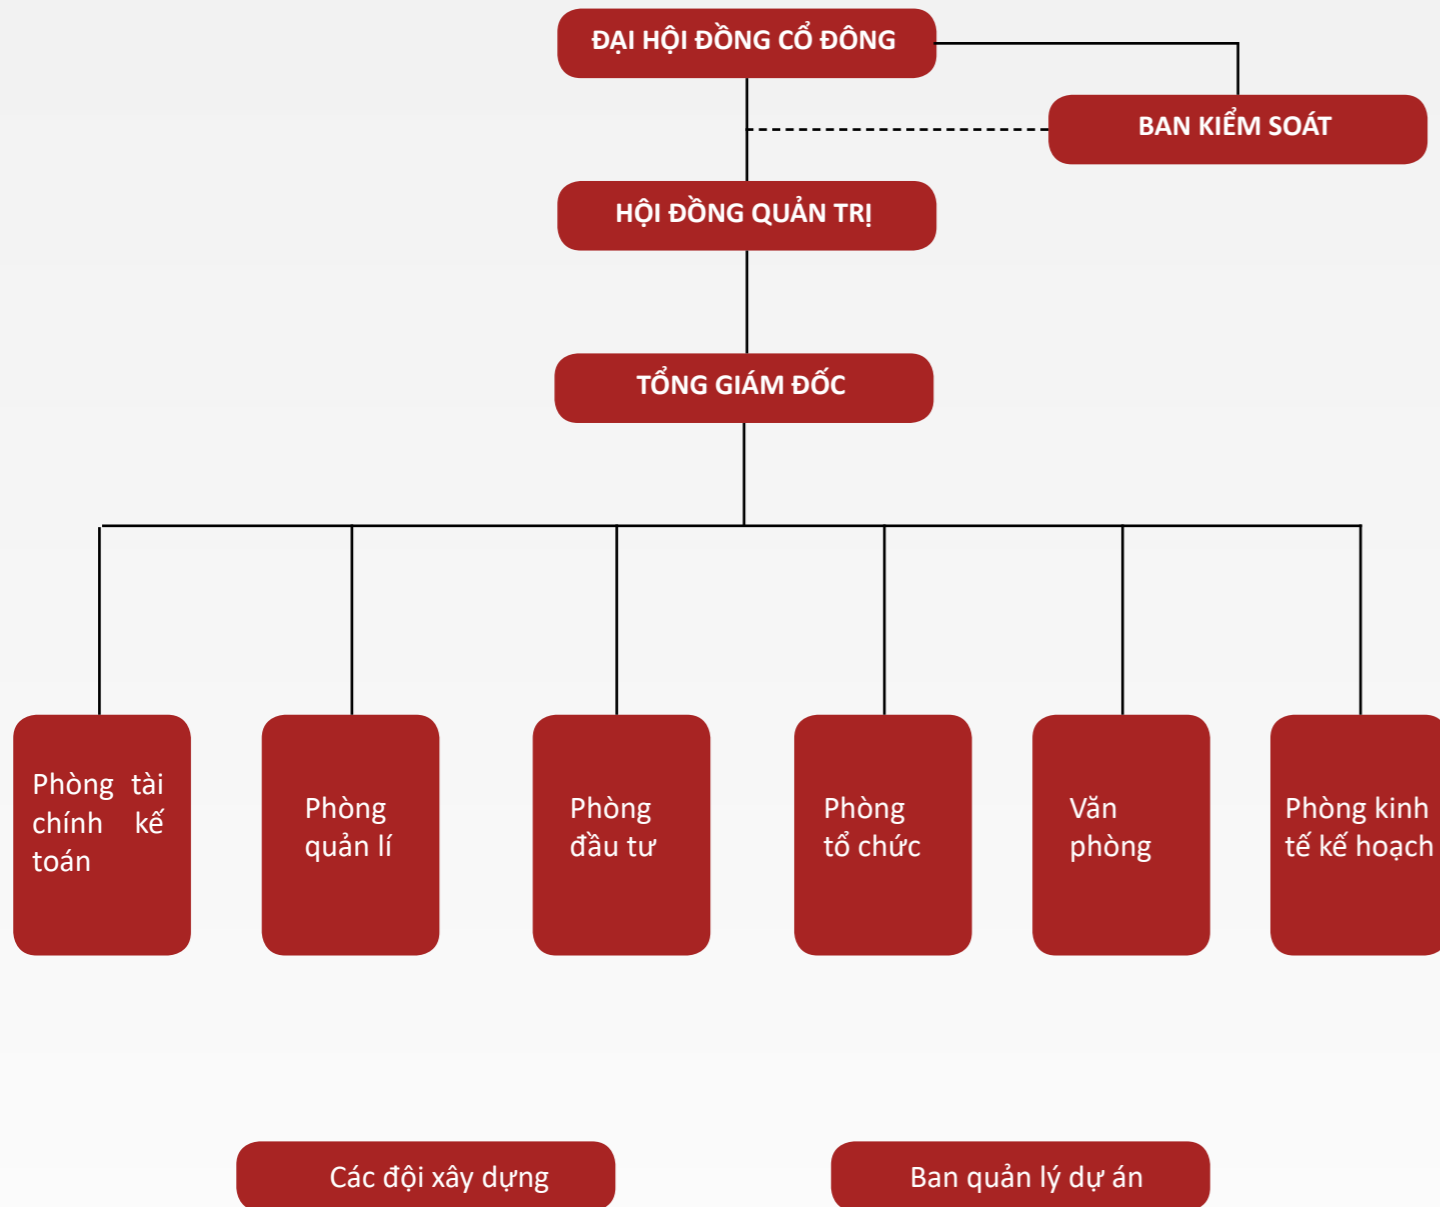 ĐẠI HỘI ĐỒNG CỔ ĐÔNG
BAN KIỂM SOÁT
HỘI ĐỒNG QUẢN TRỊ
TỔNG GIÁM ĐỐC
Phòng tài
chính kế
toán
Phòng
quản lí
Phòng
đầu tư
Phòng
tổ chức
Văn
phòng
Phòng kinh
tế kế hoạch
Các đội xây dựng
Ban quản lý dự án